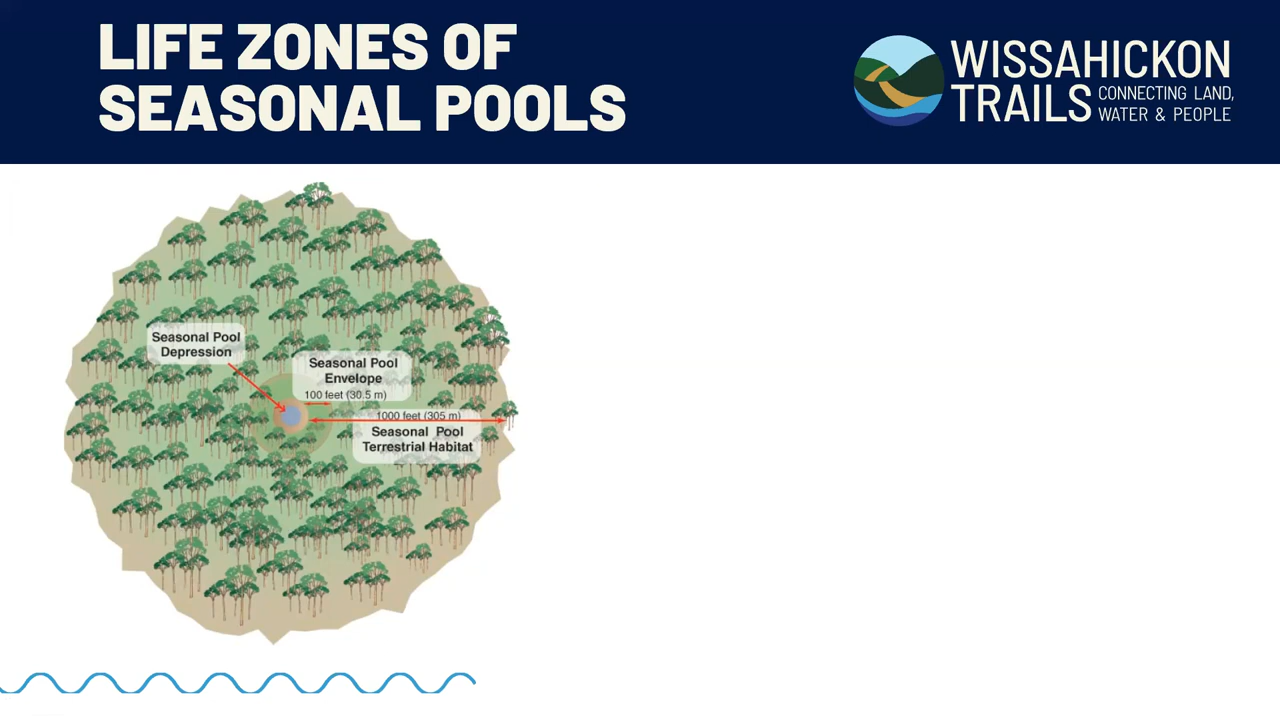 LIFE ZONES OF
SEASONAL POOLS
WISSAHICKON
TRAILS CONNECTING LAND,
WATER & PEOPLE
Seasonal Pool
Depression
Seasonal Pool
Envelope
100 feet (30.5 m)
1000 feet (305 m)
Seasonal Pool
Terrestrial Habitat